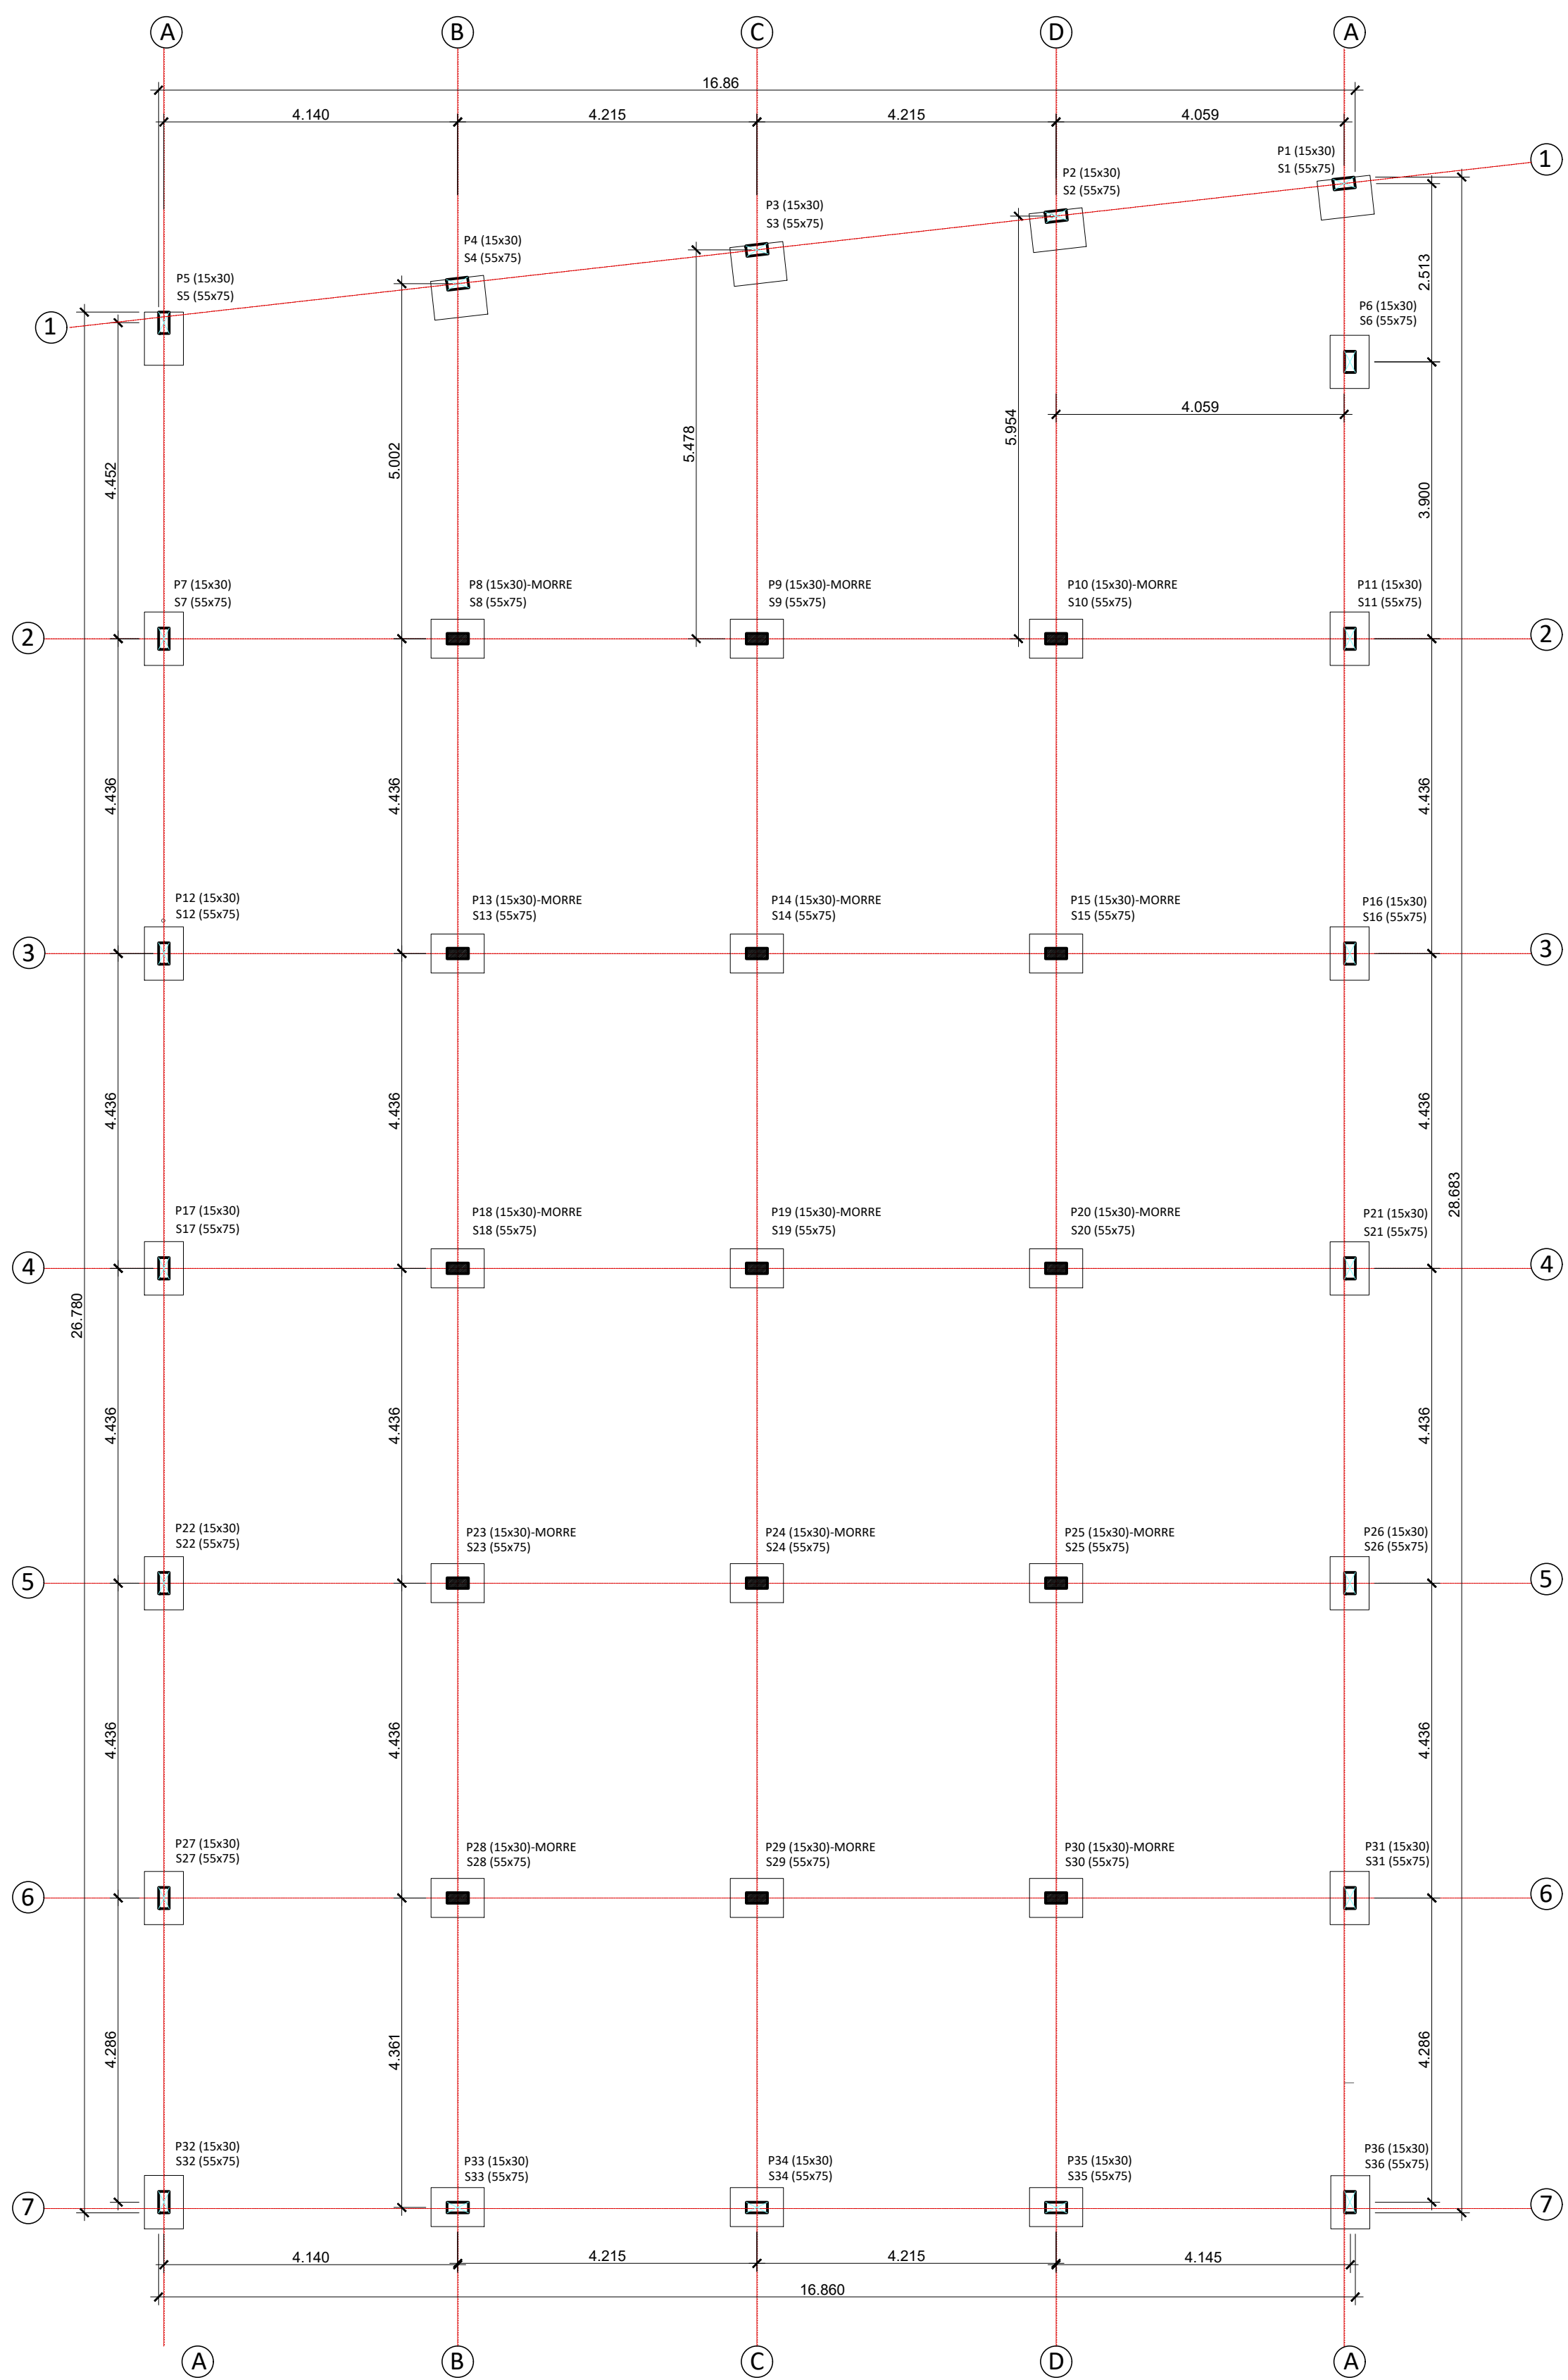 A B C D A
16.86
4.140 4.215 4.215 4.059
P1 (15x30)
S1 (55x75)
1
P2 (15x30)
S2 (55x75)
P3 (15x30)
S3 (55x75)
P4 (15x30)
S4 (55x75)
P5 (15x30)
S5 (55x75)
1
2.513
P6 (15x30)
S6 (55x75)
4.059
4.452
5.002
5.478
5.954
3.900
P7 (15x30)
S7 (55x75)
P8 (15x30)-MORRE
S8 (55x75)
P9 (15x30)-MORRE
S9 (55x75)
P10 (15x30)-MORRE
S10 (55x75)
P11 (15x30)
S11 (55x75)
2 2
4.436 4.436 4.436
P12 (15x30)
S12 (55x75)
P13 (15x30)-MORRE
S13 (55x75)
P14 (15x30)-MORRE
S14 (55x75)
P15 (15x30)-MORRE
S15 (55x75)
P16 (15x30)
S16 (55x75)
3 3
4.436 4.436 4.436
28.683
P17 (15x30)
S17 (55x75)
P18 (15x30)-MORRE
S18 (55x75)
P19 (15x30)-MORRE
S19 (55x75)
P20 (15x30)-MORRE
S20 (55x75)
P21 (15x30)
S21 (55x75)
4 4
26.780
4.436 4.436 4.436
P22 (15x30)
S22 (55x75)
P23 (15x30)-MORRE
S23 (55x75)
P24 (15x30)-MORRE
S24 (55x75)
P25 (15x30)-MORRE
S25 (55x75)
P26 (15x30)
S26 (55x75)
5 5
4.436 4.436 4.436
P27 (15x30)
S27 (55x75)
P28 (15x30)-MORRE
S28 (55x75)
P29 (15x30)-MORRE
S29 (55x75)
P30 (15x30)-MORRE
S30 (55x75)
P31 (15x30)
S31 (55x75)
6 6
4.286 4.361 4.286
P32 (15x30)
S32 (55x75)
P33 (15x30)
S33 (55x75)
P34 (15x30)
S34 (55x75)
P35 (15x30)
S35 (55x75)
P36 (15x30)
S36 (55x75)
7 7
4.140 4.215 4.215 4.145
16.860
A B C D A